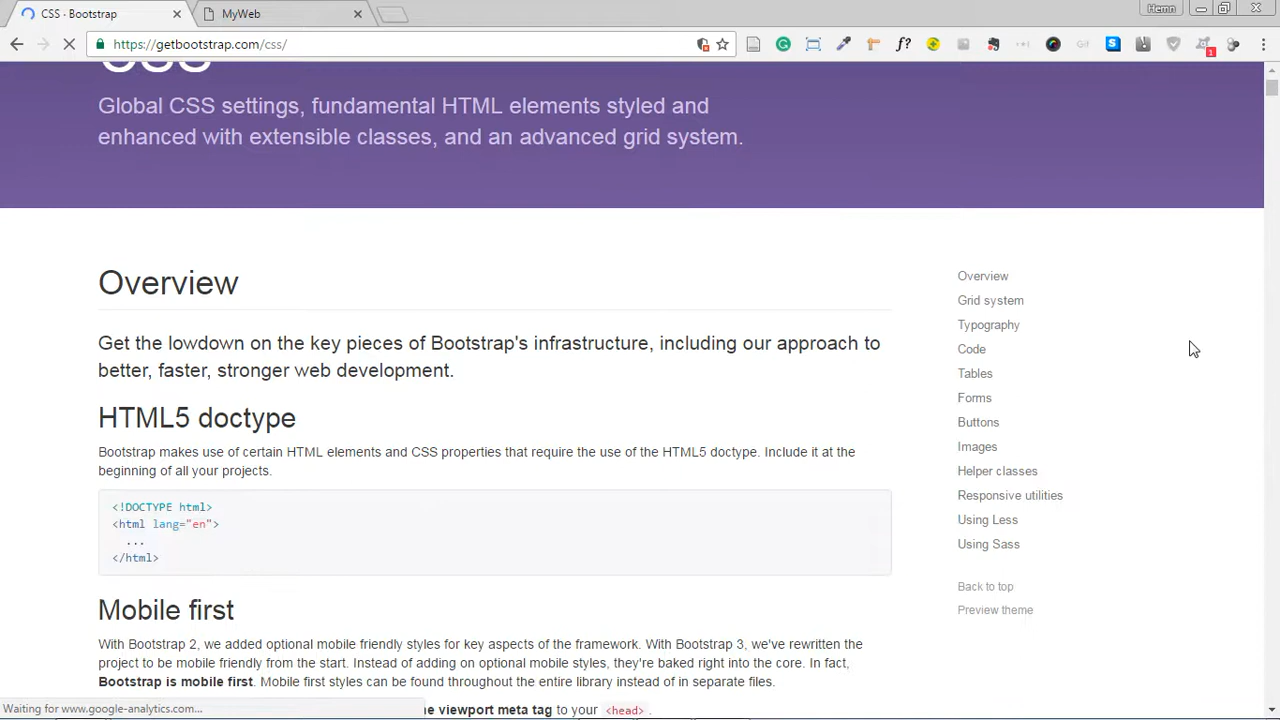 CSS · Bootstrap
MyWeb
Hemn
https://getbootstrap.com/css/
f?
Gif
S
1
CSS
Global CSS settings, fundamental HTML elements styled and
enhanced with extensible classes, and an advanced grid system.
Overview
Get the lowdown on the key pieces of Bootstrap's infrastructure, including our approach to
better, faster, stronger web development.
HTML5 doctype
Bootstrap makes use of certain HTML elements and CSS properties that require the use of the HTML5 doctype. Include it at the
beginning of all your projects.
<!DOCTYPE html>
<html lang="en">
...
</html>
Mobile first
With Bootstrap 2, we added optional mobile friendly styles for key aspects of the framework. With Bootstrap 3, we've rewritten the
project to be mobile friendly from the start. Instead of adding on optional mobile styles, they're baked right into the core. In fact,
Bootstrap is mobile first. Mobile first styles can be found throughout the entire library instead of in separate files.
viewport meta tag to your <head>.
Overview
Grid system
Typography
Code
Tables
Forms
Buttons
Images
Helper classes
Responsive utilities
Using Less
Using Sass
Back to top
Preview theme
Waiting for www.google-analytics.com...